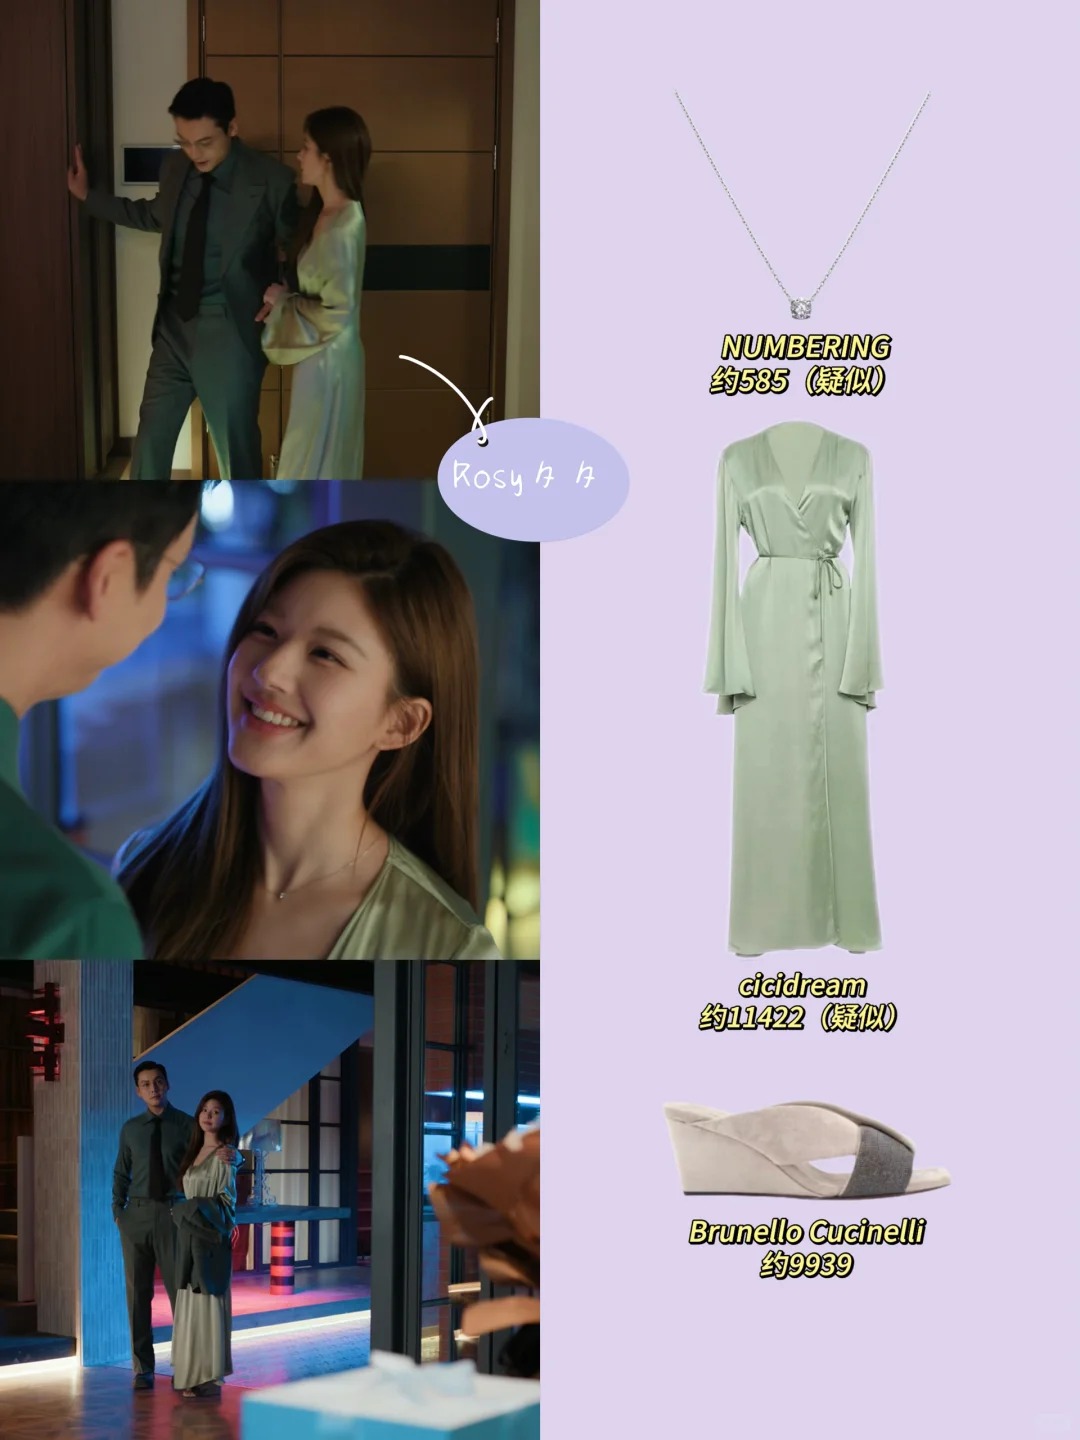 NUMBERING
约585（疑似）
Rosy夕夕
cicidream
约11422（疑似）
Brunello Cucinelli
约9939